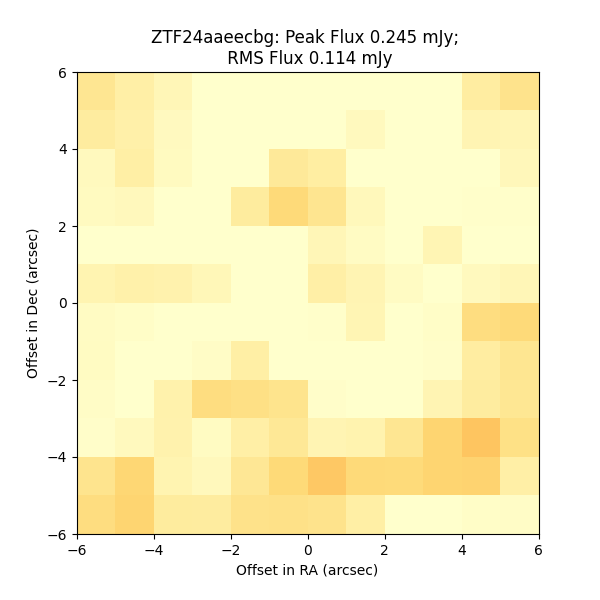 ZTF24aaeecbg: Peak Flux 0.245 mJy;
RMS Flux 0.114 mJy
6
4
2
0
−2
−4
−6
Offset in Dec (arcsec)
−6 −4 −2 0 2 4 6
Offset in RA (arcsec)